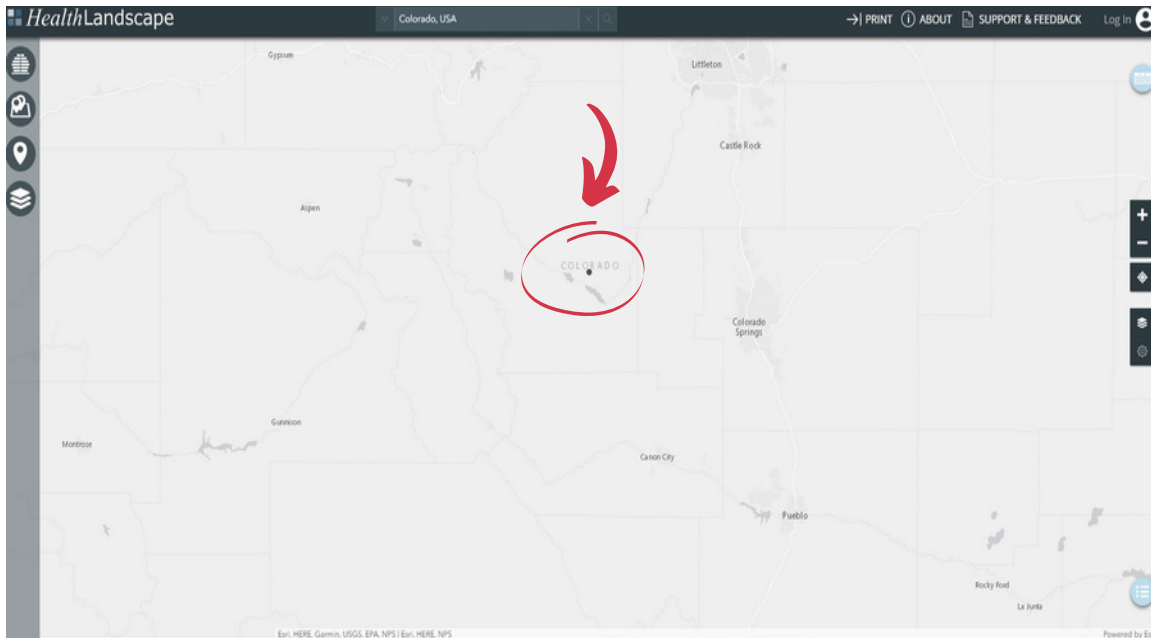 HealthLandscape
Colorado, USA
PRINT
ABOUT
SUPPORT & FEEDBACK
Log In
Gypsum
Littleton
Castle Rock
Aspen
COLORADO
Colorado
Springs
Gunnison
Montrose
Canon City
Pueblo
Rocky Ford
La Junta
Esri, HERE, Garmin, USGS, EPA, NPS | Esri, HERE, NPS
Powered by Es